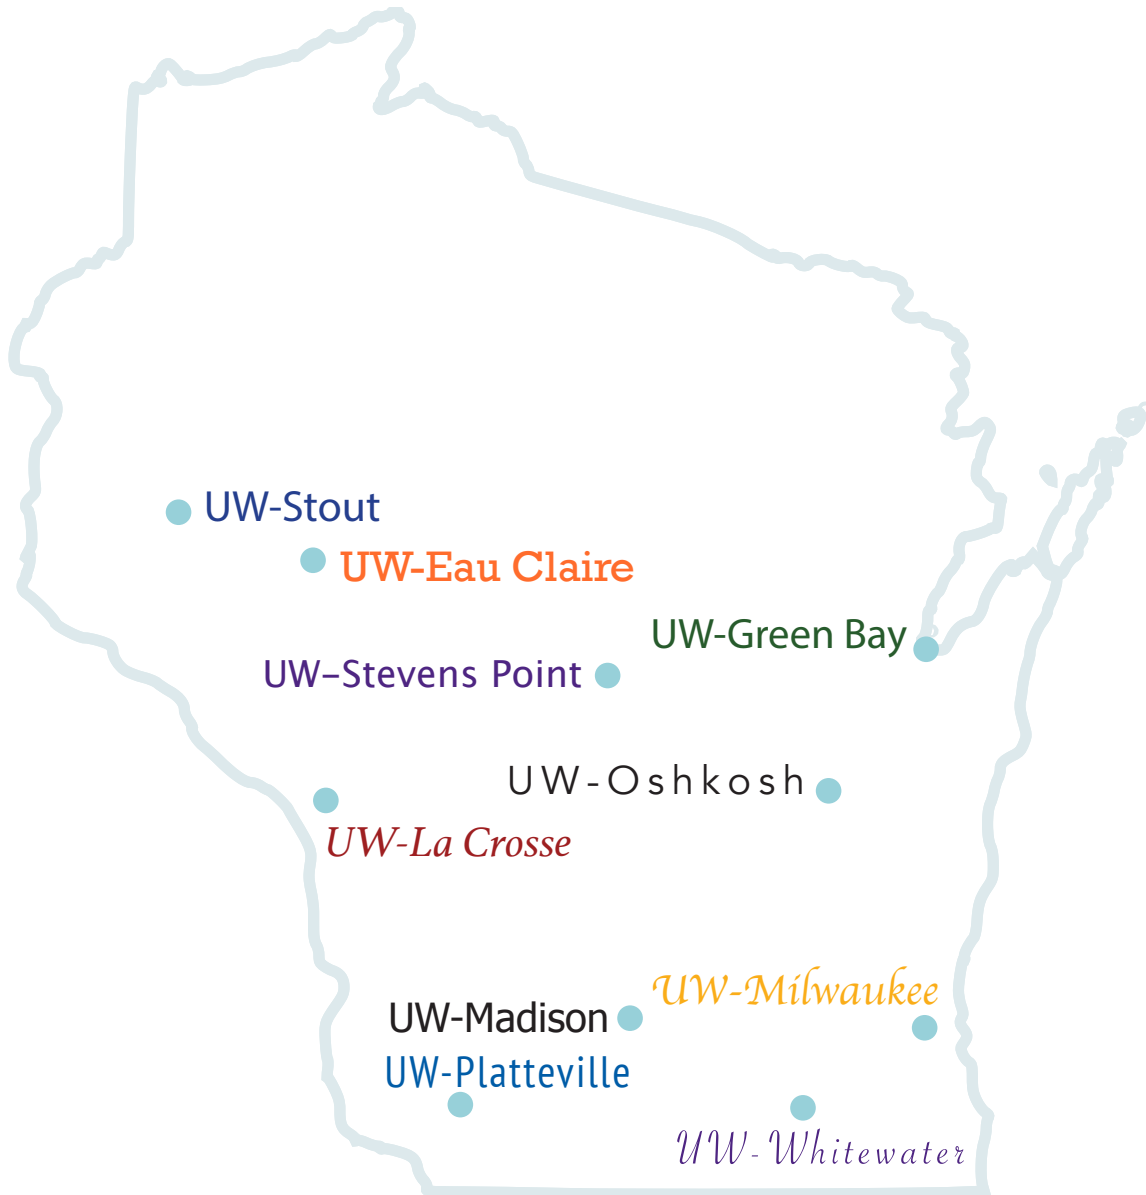 UW-Stout
UW-Eau Claire
UW-Green Bay
UW–Stevens Point
UW-Oshkosh
UW-La Crosse
UW-Milwaukee
UW-Madison
UW-Platteville
UW-Whitewater